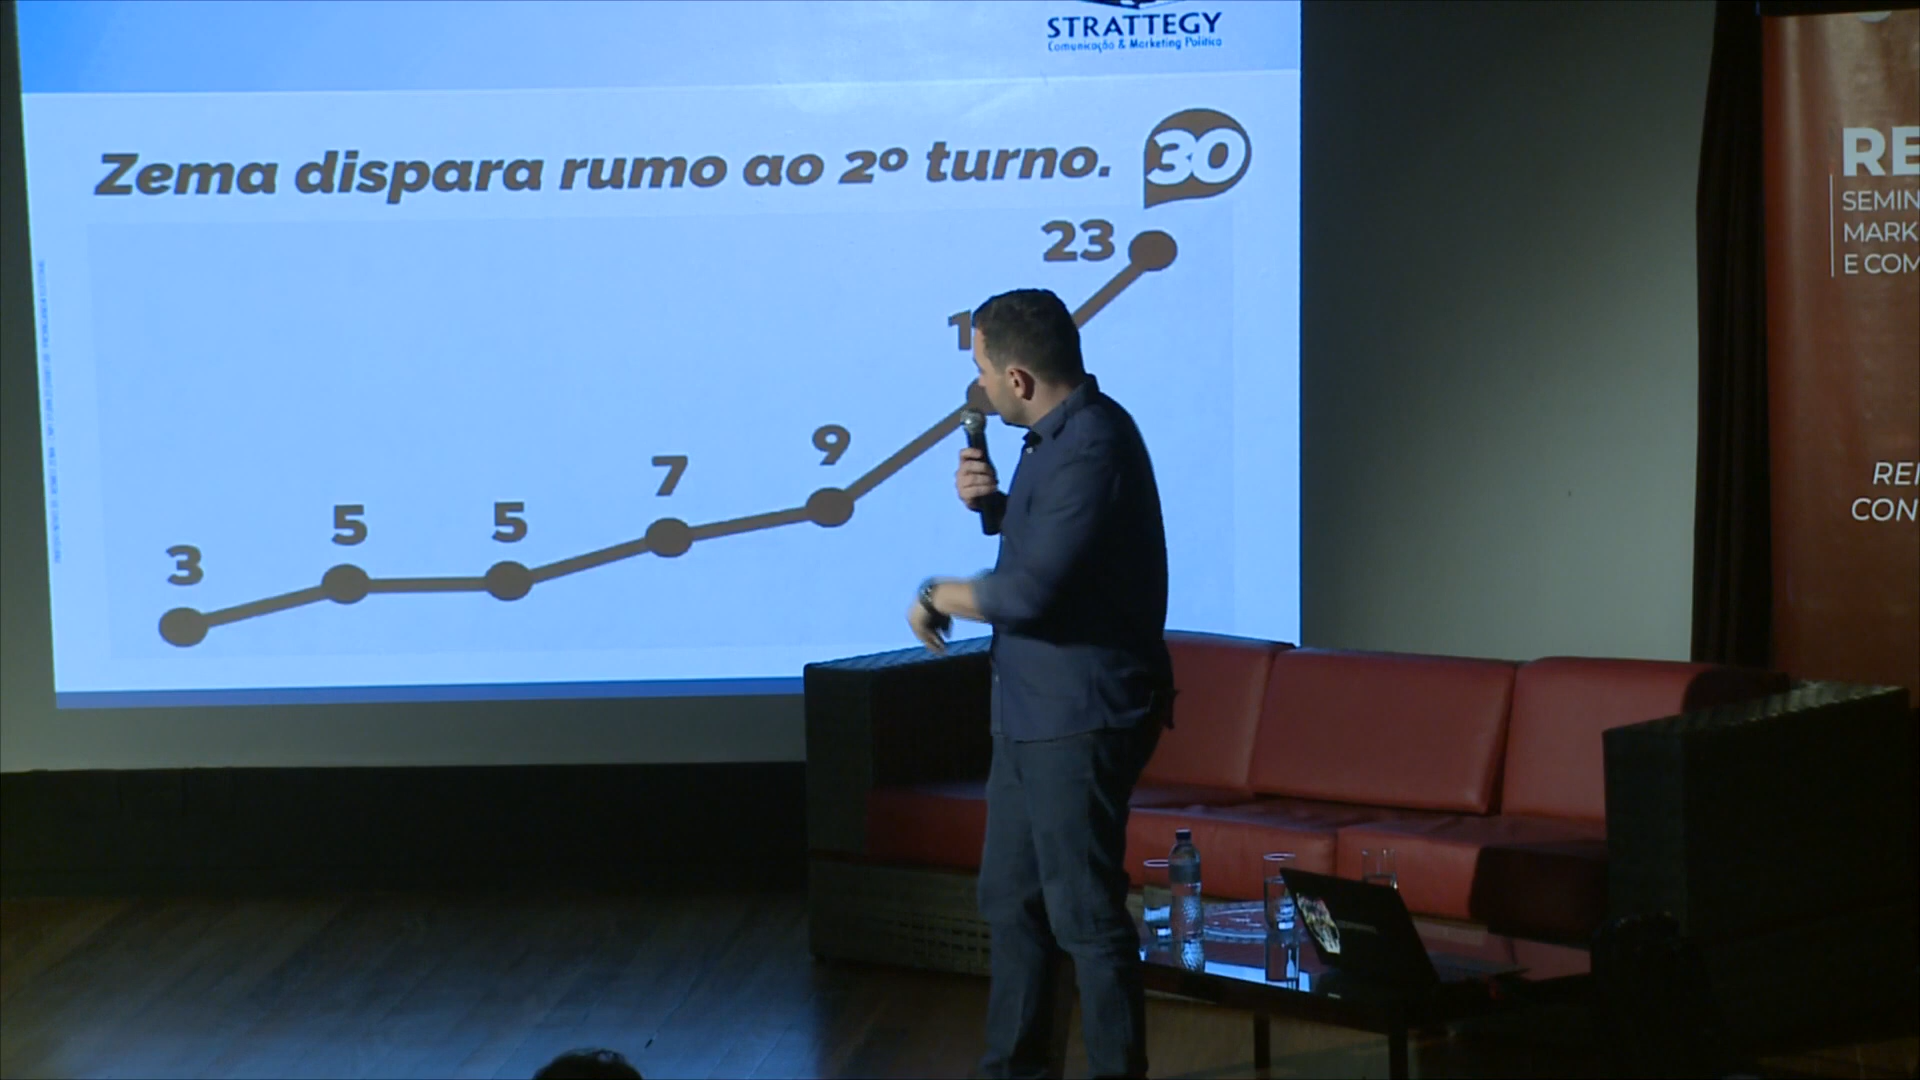 STRATTEGY
Comunicação & Marketing Político
Zema dispara rumo ao 2º turno. 30
23
1
9
7
5
5
3
RE
SEMIN
MARK
E COM
REI
CON